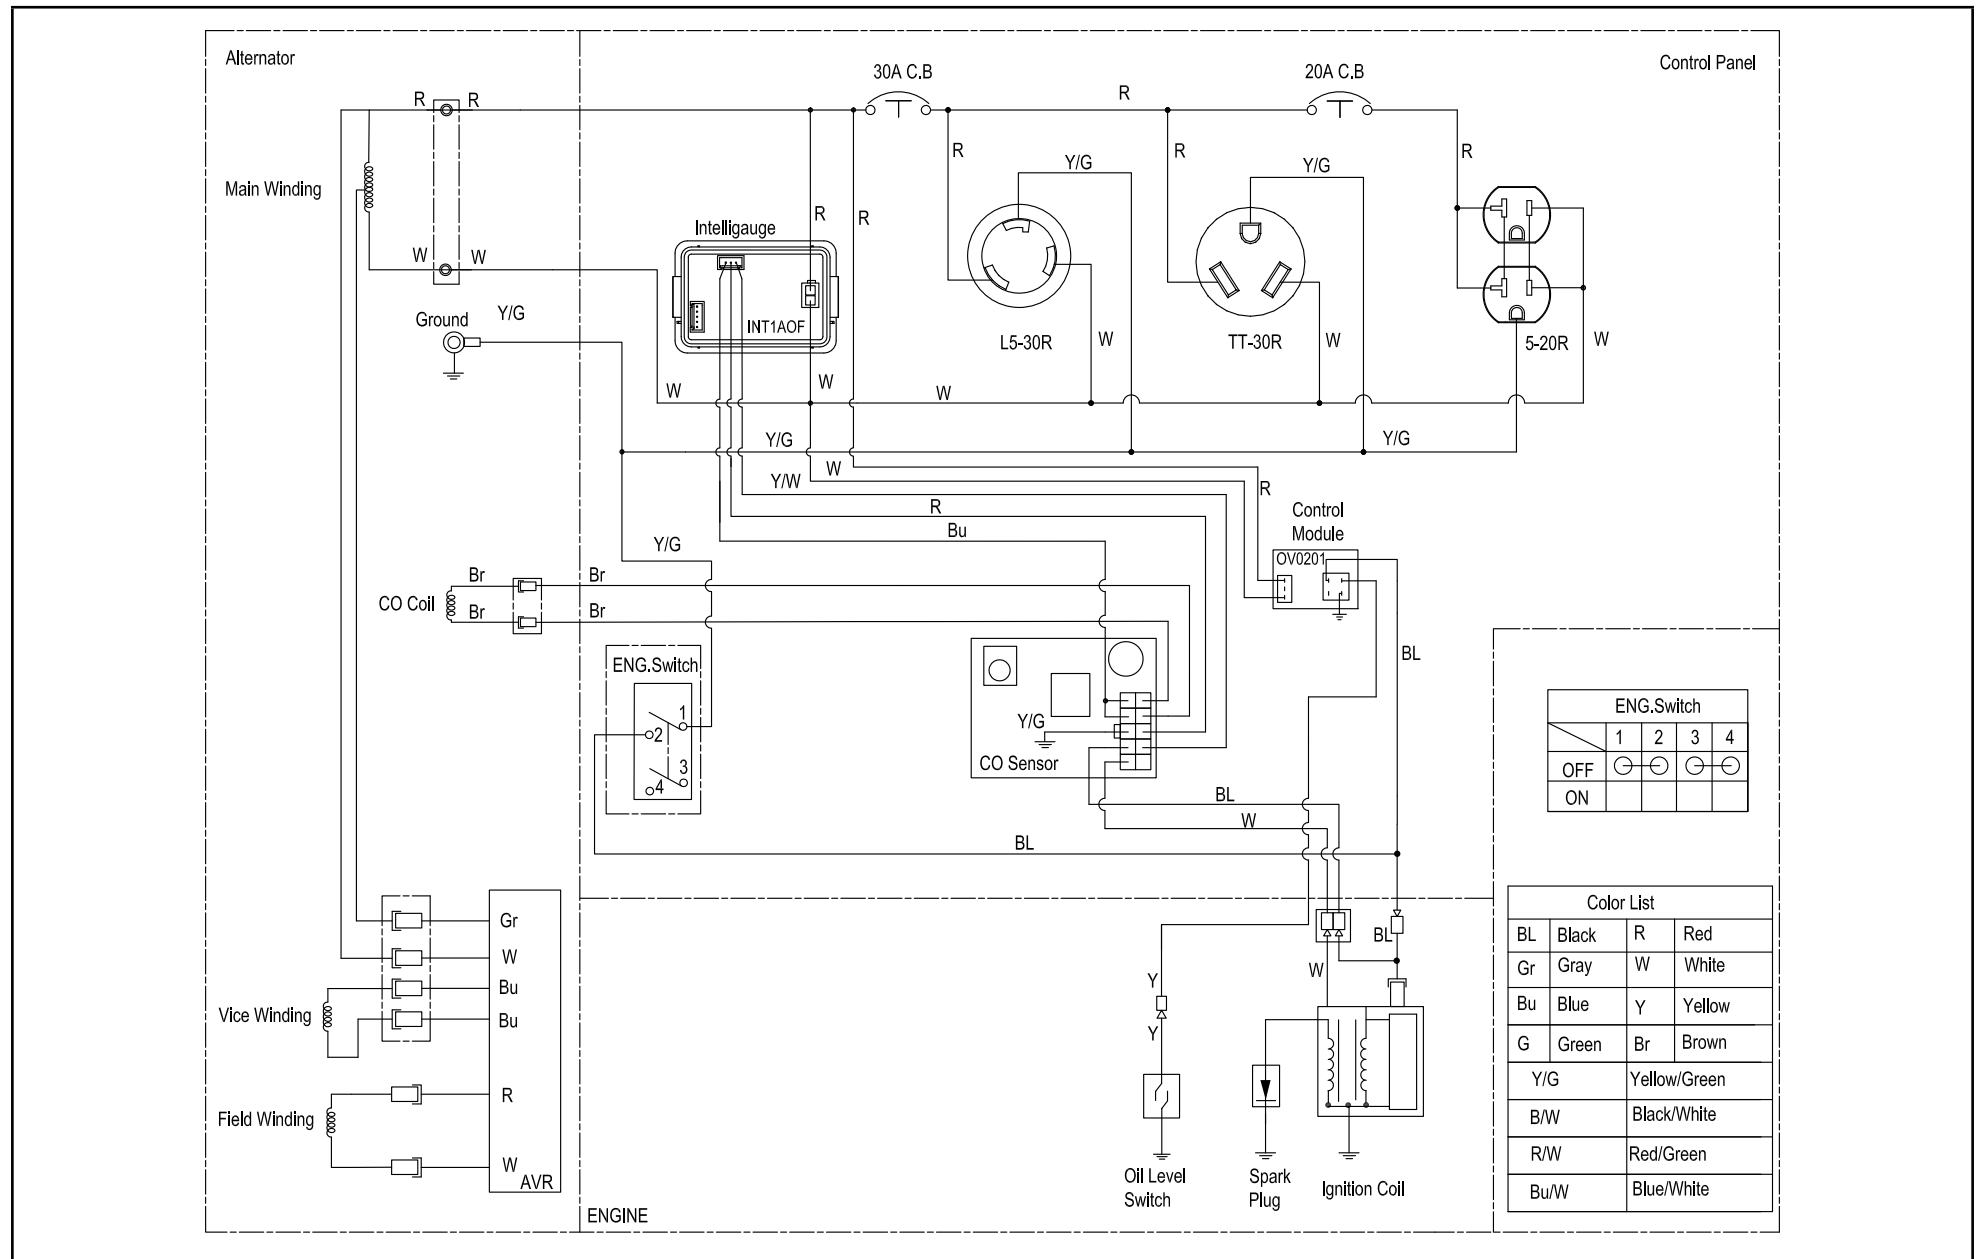 Alternator
Control Panel
30A C.B
20A C.B
R
R
R
R
R
Y/G
R
Y/G
R
Main Winding
R
R
Intelligauge
W
W
INT1AOF
Ground
Y/G
L5-30R
W
TT-30R
W
5-20R
W
W
W
W
Y/G
Y/G
W
Y/W
R
R
Bu
Control
Module
OV0201
Y/G
Br
Br
CO Coil
Br
Br
ENG.Switch
1
2
3
4
BL
Y/G
CO Sensor
BL
W
BL
ENG.Switch
1 2 3 4
OFF
ON
Gr
W
Bu
Bu
R
W
AVR
Vice Winding
Field Winding
BL
W
Y
Y
Oil Level
Switch
Spark
Plug
Ignition Coil
ENGINE
Color List
BL Black R Red
Gr Gray W White
Bu Blue Y Yellow
G Green Br Brown
Y/G Yellow/Green
B/W Black/White
R/W Red/Green
Bu/W Blue/White